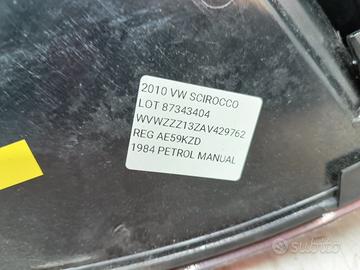 2010 VW SCIROCCO
LOT 87343404
WVWZZZ13ZAV429762
REG AE59KZD
1984 PETROL MANUAL
subito